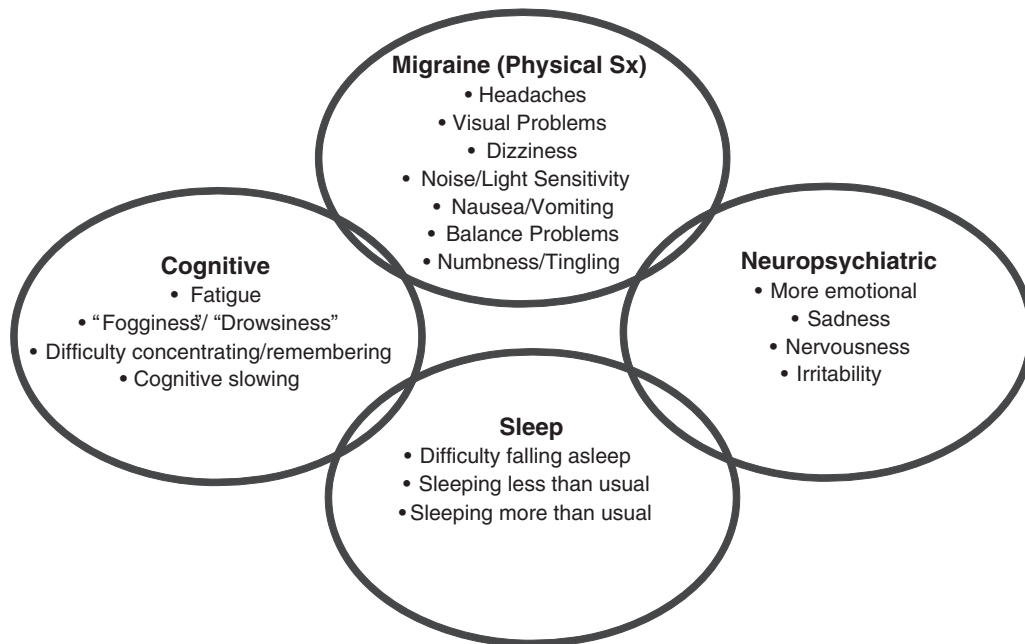 Migraine (Physical Sx)
• Headaches
• Visual Problems
• Dizziness
• Noise/Light Sensitivity
• Nausea/Vomiting
• Balance Problems
• Numbness/Tingling
Cognitive
• Fatigue
• “Fogginess”/ “Drowsiness”
• Difficulty concentrating/remembering
• Cognitive slowing
Neuropsychiatric
• More emotional
• Sadness
• Nervousness
• Irritability
Sleep
• Difficulty falling asleep
• Sleeping less than usual
• Sleeping more than usual